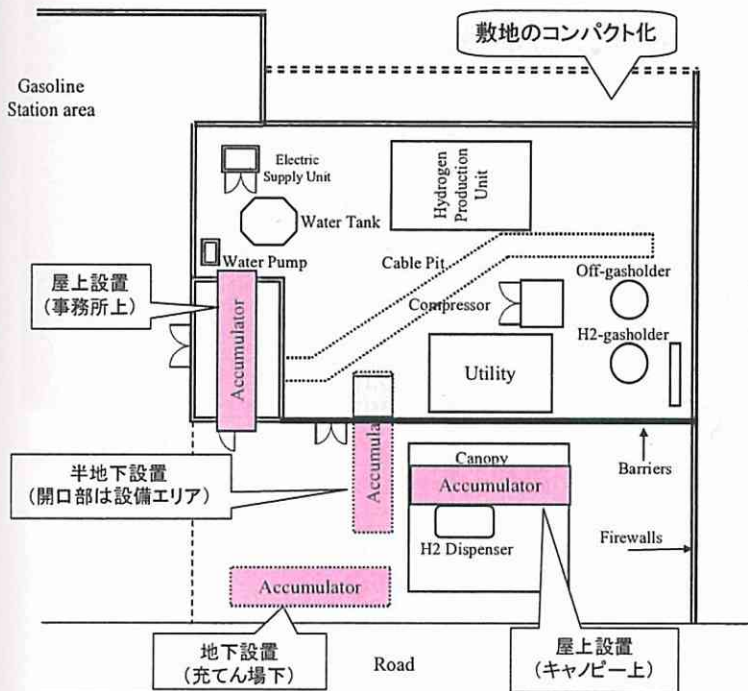 敷地のコンパクト化
Gasoline
Station area
Electric
Supply Unit
Hydrogen
Production
Unit
Water Tank
Water Pump
Cable Pit
Off-gasholder
屋上設置
(事務所上)
Accumulator
Compressor
H2-gasholder
Utility
半地下設置
(開口部は設備エリア)
Accumulator
Canopy
Accumulator
Barriers
H2 Dispenser
Firewalls
Accumulator
地下設置
(充てん場下)
Road
屋上設置
(キャノピー上)